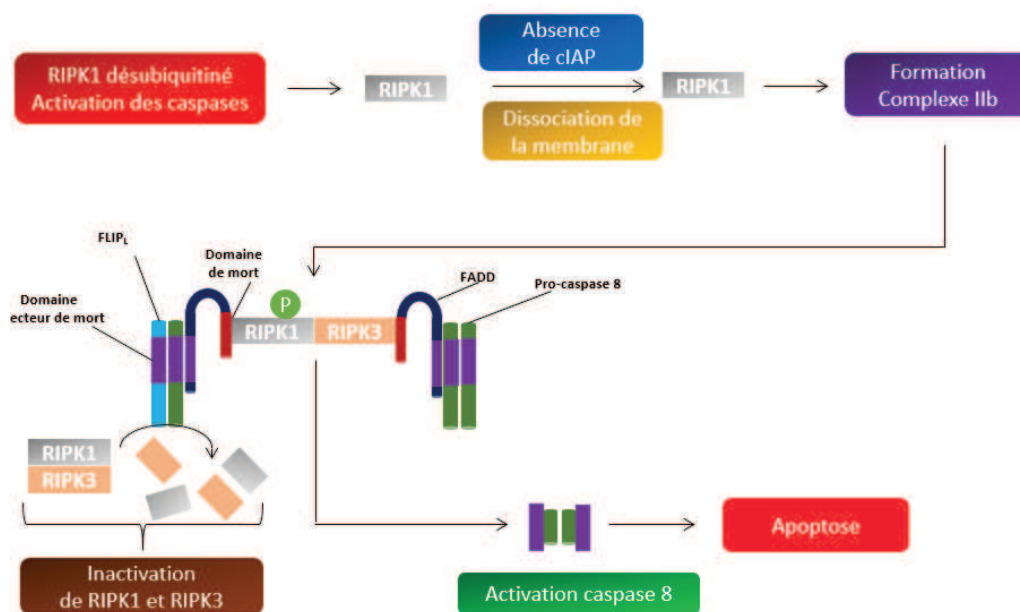 RIPK1 désubiquitiné
Activation des caspases
RIPK1
Absence
de cIAP
Dissociation de
la membrane
RIPK1
Formation
Complexe IIb
FLIPL
Domaine
de mort
FADD
Pro-caspase 8
Domaine
ecteur de mort
P
RIPK1
RIPK3
RIPK1
RIPK3
Inactivation
de RIPK1 et RIPK3
Activation caspase 8
Apoptose